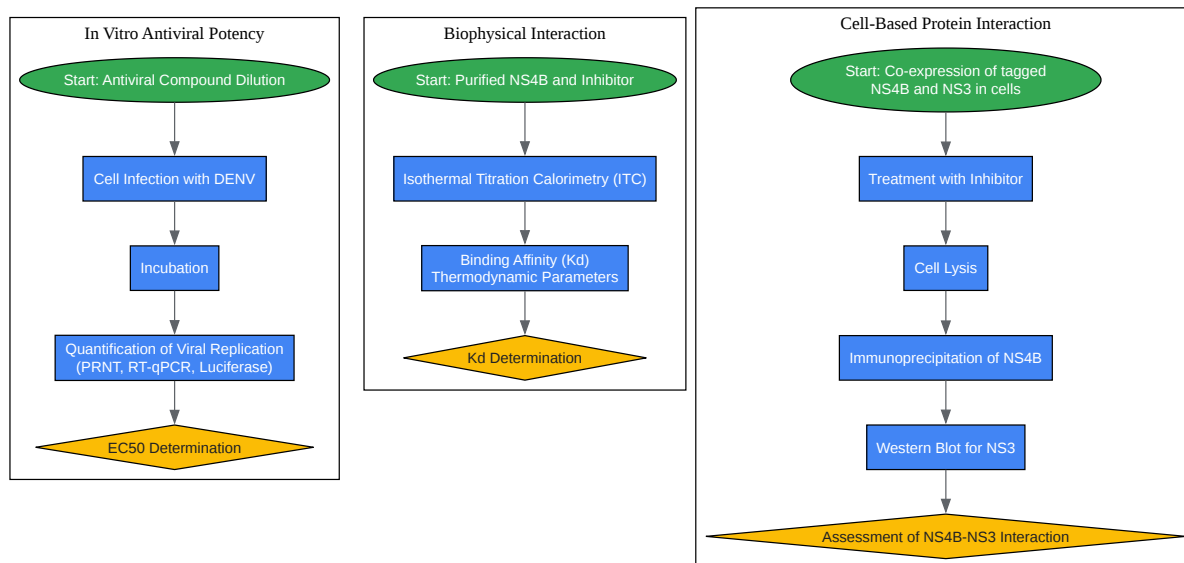 In Vitro Antiviral Potency
Start: Antiviral Compound Dilution
Cell Infection with DENV
Incubation
Quantification of Viral Replication
(PRNT, RT-qPCR, Luciferase)
EC50 Determination
Biophysical Interaction
Start: Purified NS4B and Inhibitor
Isothermal Titration Calorimetry (ITC)
Binding Affinity (Kd)
Thermodynamic Parameters
Kd Determination
Cell-Based Protein Interaction
Start: Co-expression of tagged
NS4B and NS3 in cells
Treatment with Inhibitor
Cell Lysis
Immunoprecipitation of NS4B
Western Blot for NS3
Assessment of NS4B-NS3 Interaction